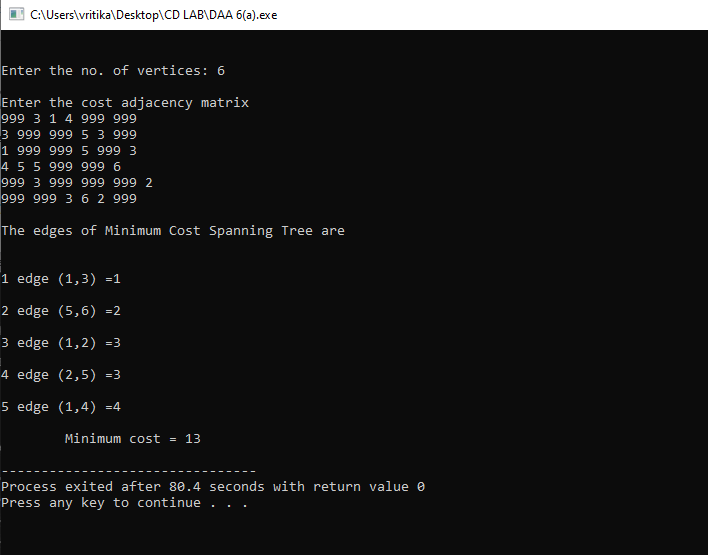 C:\Users\vritika\Desktop\CD LAB\DAA 6(a).exe
Enter the no. of vertices: 6
Enter the cost adjacency matrix
999 3 1 4 999 999
3 999 999 5 3 999
1 999 999 5 999 3
4 5 5 999 999 6
999 3 999 999 999 2
999 999 3 6 2 999
The edges of Minimum Cost Spanning Tree are
1 edge (1,3) =1
2 edge (5,6) =2
3 edge (1,2) =3
4 edge (2,5) =3
5 edge (1,4) =4
Minimum cost = 13
--------------------------------
Process exited after 80.4 seconds with return value 0
Press any key to continue . . .